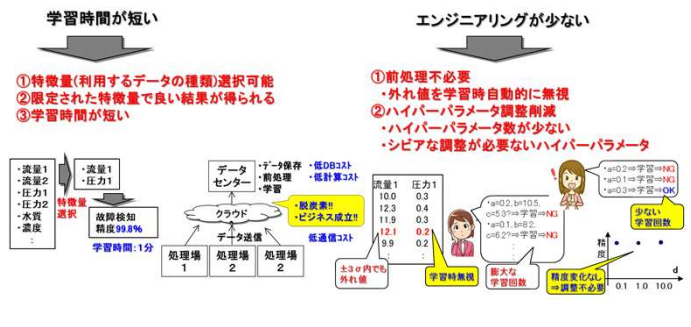 学習時間が短い
①特徴量(利用するデータの種類)選択可能
②限定された特徴量で良い結果が得られる
③学習時間が短い
・流量1
・流量2
・圧力1
・圧力2
・水質
・濃度
:
特徴量
選択
・流量1
・圧力1
故障検知
精度99.8%
学習時間:1分
データ
センター
・データ保存
・前処理
・学習
・低DBコスト
・低計算コスト
クラウド
・脱炭素!!
・ビジネス成立!!
データ送信
低通信コスト
処理場
1
処理場
2
処理場
2
エンジニアリングが少ない
①前処理不必要
・外れ値を学習時自動的に無視
②ハイパーパラメータ調整削減
・ハイパーパラメータ数が少ない
・シビアな調整が必要ないハイパーパラメータ
流量1 圧力1
10.0 0.3
12.3 0.4
11.9 0.3
12.1 0.2
9.9 0.2
: :
±3σ内でも
外れ値
学習時無視
・a=0.2, b=10.5,
c=5.3?⇒学習⇒NG
・a=0.1, b=8.2,
c=6.2?⇒学習⇒NG
:
膨大な
学習回数
・a=0.2⇒学習⇒NG
・a=0.1⇒学習⇒NG
・a=0.3⇒学習⇒OK
少ない
学習回数
精
度
d
0.1 1.0 10.0
精度変化なし
⇒調整不必要